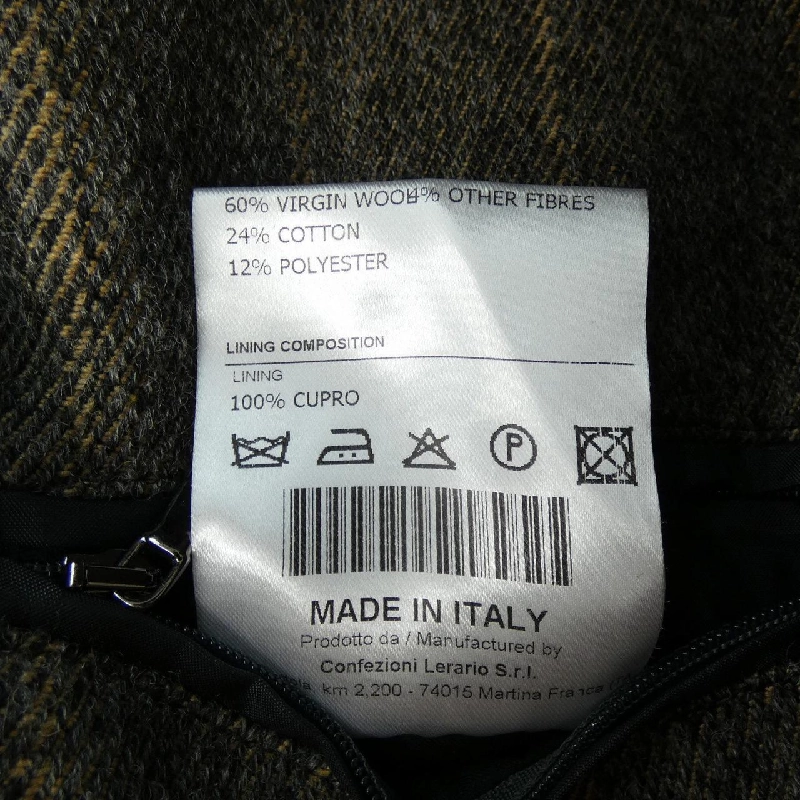 60% VIRGIN WOOL 4% OTHER FIBRES
24% COTTON
12% POLYESTER
LINING COMPOSITION
LINING
100% CUPRO
P
MADE IN ITALY
Prodotto da / Manufactured by
Confezioni Lerario S.r.l.
km 2,200 - 74015 Martina Franca